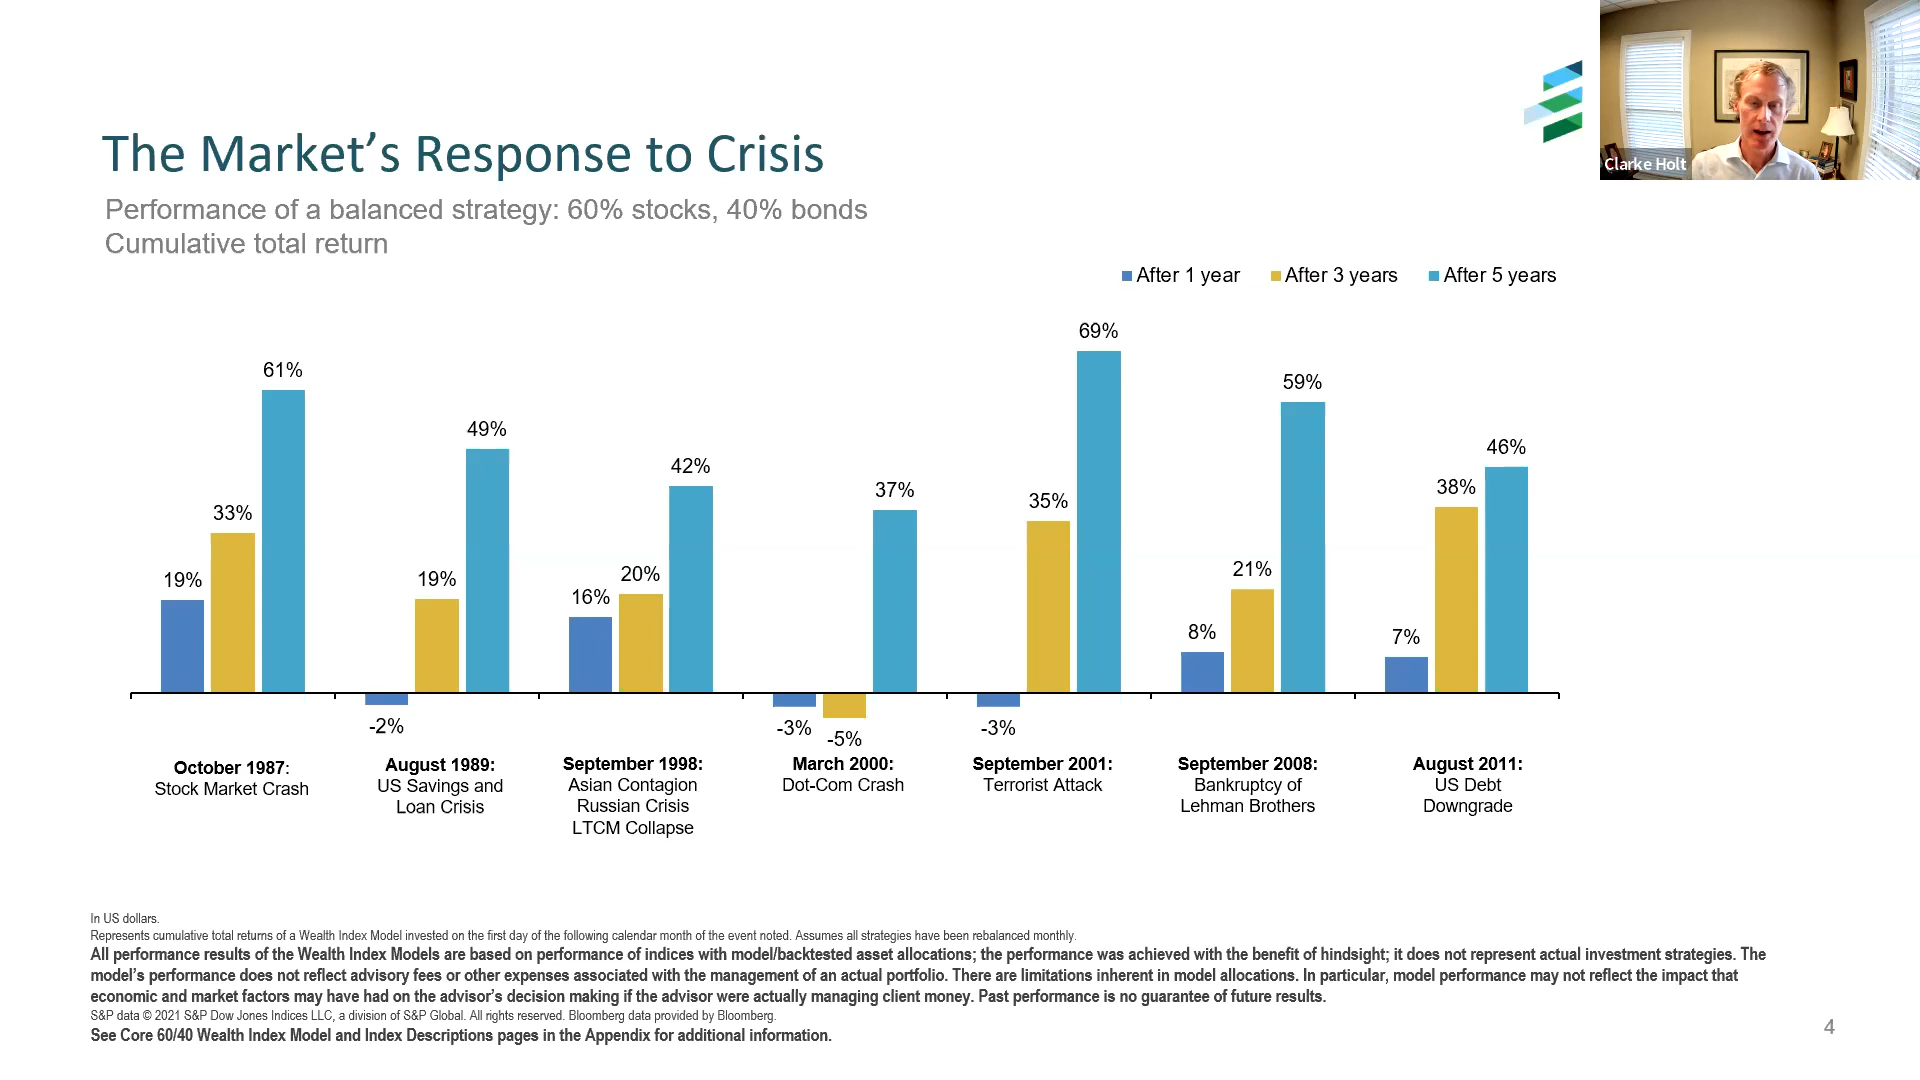 Clarke Holt
The Market’s Response to Crisis
Performance of a balanced strategy: 60% stocks, 40% bonds
Cumulative total return
After 1 year After 3 years After 5 years
19% 33% 61%
-2% 19% 49%
16% 20% 42%
-3% -5% 37%
-3% 35% 69%
8% 21% 59%
7% 38% 46%
October 1987:
Stock Market Crash
August 1989:
US Savings and
Loan Crisis
September 1998:
Asian Contagion
Russian Crisis
LTCM Collapse
March 2000:
Dot-Com Crash
September 2001:
Terrorist Attack
September 2008:
Bankruptcy of
Lehman Brothers
August 2011:
US Debt
Downgrade
In US dollars.
Represents cumulative total returns of a Wealth Index Model invested on the first day of the following calendar month of the event noted. Assumes all strategies have been rebalanced monthly.
All performance results of the Wealth Index Models are based on performance of indices with model/backtested asset allocations; the performance was achieved with the benefit of hindsight; it does not represent actual investment strategies. The
model’s performance does not reflect advisory fees or other expenses associated with the management of an actual portfolio. There are limitations inherent in model allocations. In particular, model performance may not reflect the impact that
economic and market factors may have had on the advisor’s decision making if the advisor were actually managing client money. Past performance is no guarantee of future results.
S&P data © 2021 S&P Dow Jones Indices LLC, a division of S&P Global. All rights reserved. Bloomberg data provided by Bloomberg.
See Core 60/40 Wealth Index Model and Index Descriptions pages in the Appendix for additional information.
4